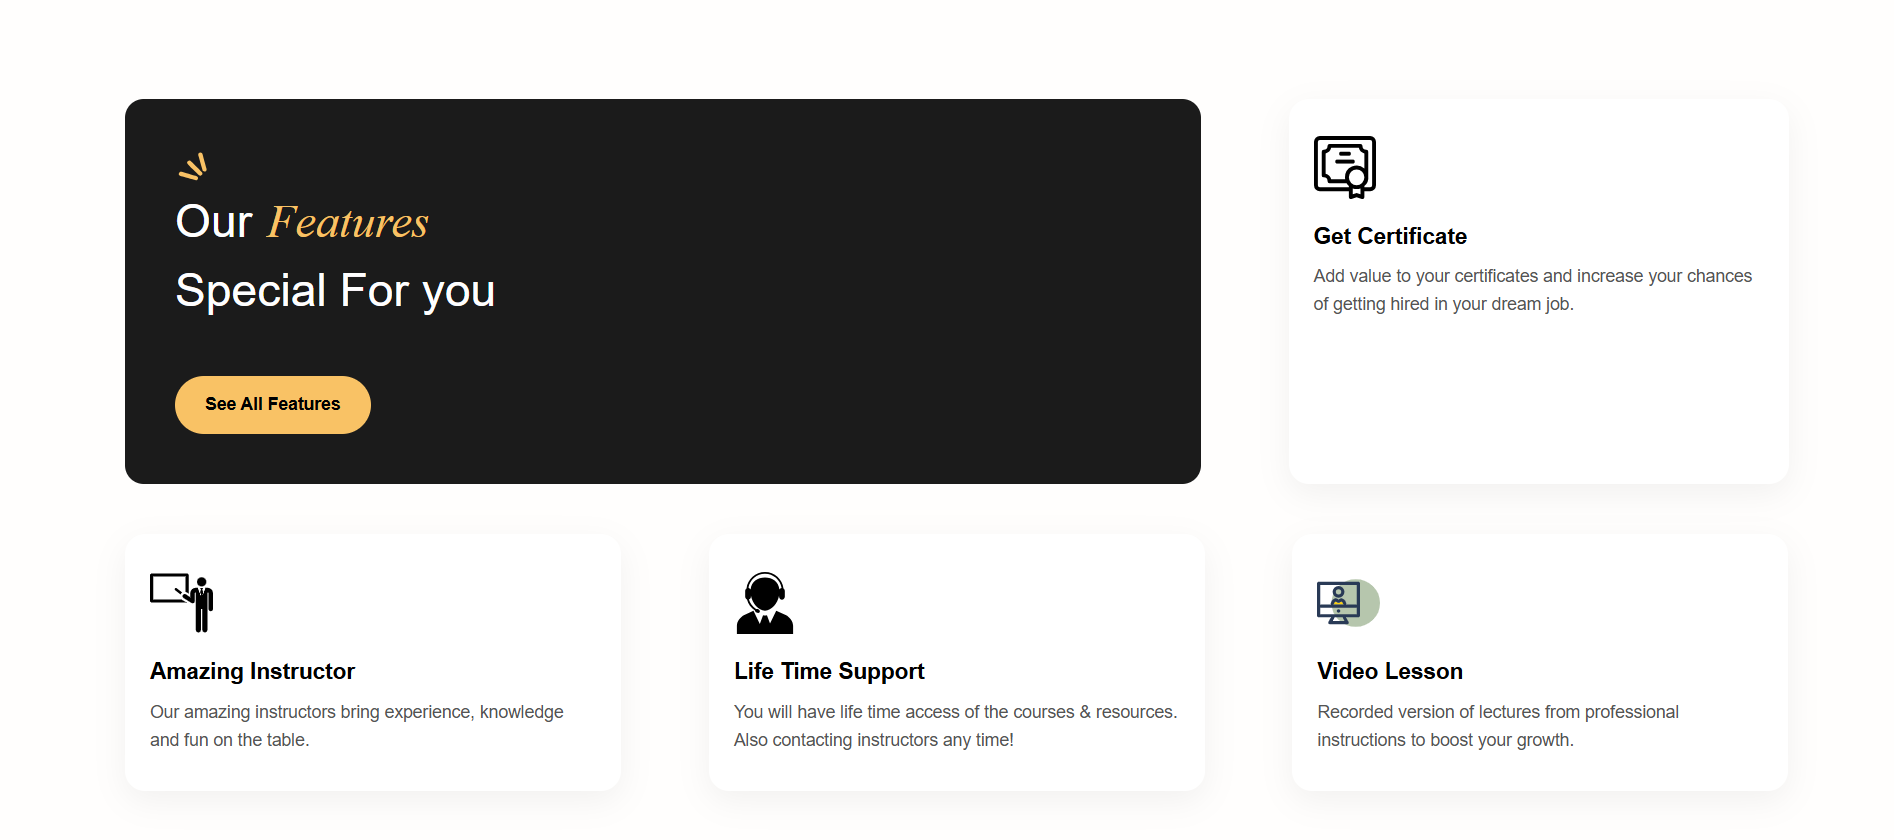 Our Features
Special For you
See All Features
Get Certificate
Add value to your certificates and increase your chances
of getting hired in your dream job.
Amazing Instructor
Our amazing instructors bring experience, knowledge
and fun on the table.
Life Time Support
You will have life time access of the courses & resources.
Also contacting instructors any time!
Video Lesson
Recorded version of lectures from professional
instructions to boost your growth.